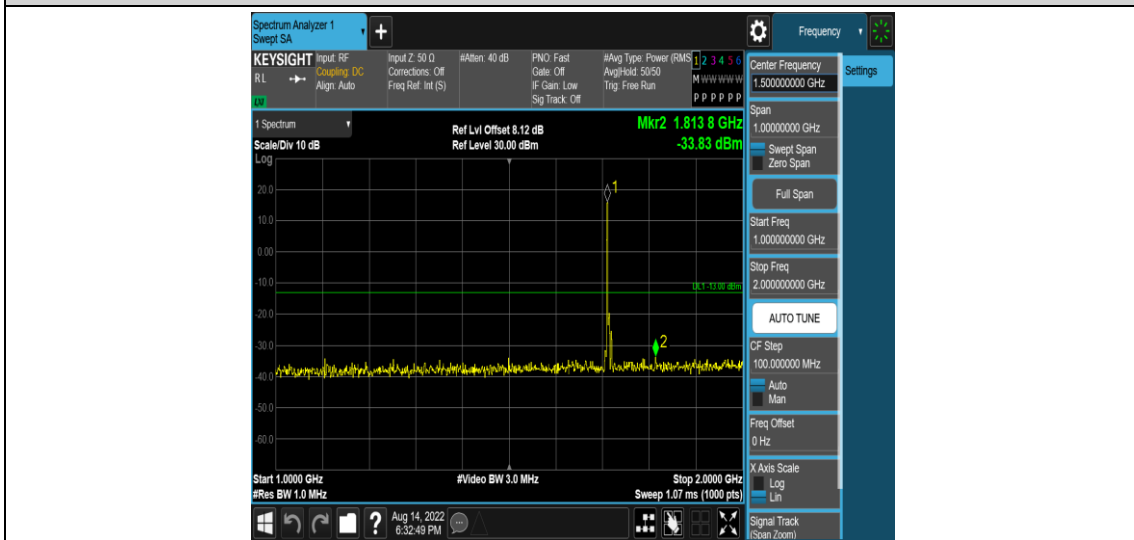 Spectrum Analyzer 1
Swept SA
+
Frequency
KEYSIGHT
RL
LXI
Input: RF
Coupling: DC
Align: Auto
Input Z: 50 Ω
Corrections: Off
Freq Ref: Int (S)
#Atten: 40 dB
PNO: Fast
Gate: Off
IF Gain: Low
Sig Track: Off
#Avg Type: Power (RMS
Avg|Hold: 50/50
Trig: Free Run
1 2 3 4 5 6
M W W W W W
P P P P P P
1 Spectrum
Scale/Div 10 dB
Ref Lvl Offset 8.12 dB
Ref Level 30.00 dBm
Mkr2 1.813 8 GHz
-33.83 dBm
Log
20.0
10.0
0.00
-10.0
-20.0
-30.0
-40.0
-50.0
-60.0
1
DL1 -13.00 dBm
2
Start 1.0000 GHz
#Res BW 1.0 MHz
#Video BW 3.0 MHz
Stop 2.0000 GHz
Sweep 1.07 ms (1000 pts)
?
Aug 14, 2022
6:32:49 PM
Center Frequency
1.500000000 GHz
Settings
Span
1.00000000 GHz
Swept Span
Zero Span
Full Span
Start Freq
1.000000000 GHz
Stop Freq
2.000000000 GHz
AUTO TUNE
CF Step
100.000000 MHz
Auto
Man
Freq Offset
0 Hz
X Axis Scale
Log
Lin
Signal Track
(Span Zoom)